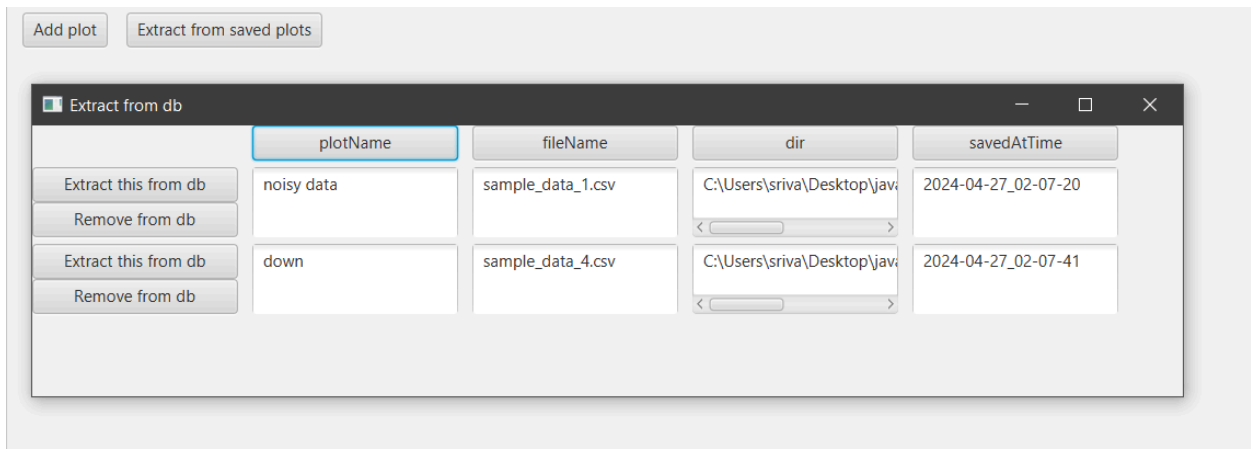 Add plot Extract from saved plots
Extract from db
plotName fileName dir savedAtTime
Extract this from db noisy data sample_data_1.csv C:\Users\sriva\Desktop\java 2024-04-27_02-07-20
Remove from db
Extract this from db down sample_data_4.csv C:\Users\sriva\Desktop\java 2024-04-27_02-07-41
Remove from db